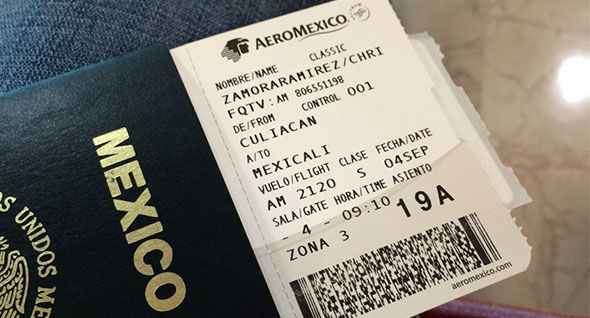 AEROMEXICO
CLASSIC
NOMBRE/NAME
ZAMORARAMIREZ/CHRI
FQTV: AM 806551198
DE/FROM CONTROL 001
CULIACAN
A/TO
MEXICALI
VUELO/FLIGHT CLASE FECHA/DATE
AM 2120 S 04SEP
SALA/GATE HORA/TIME ASIENTO
- 4 - 09:10 19A
ZONA 3
aeromexico.com
MEXICO
UNIDOS ME